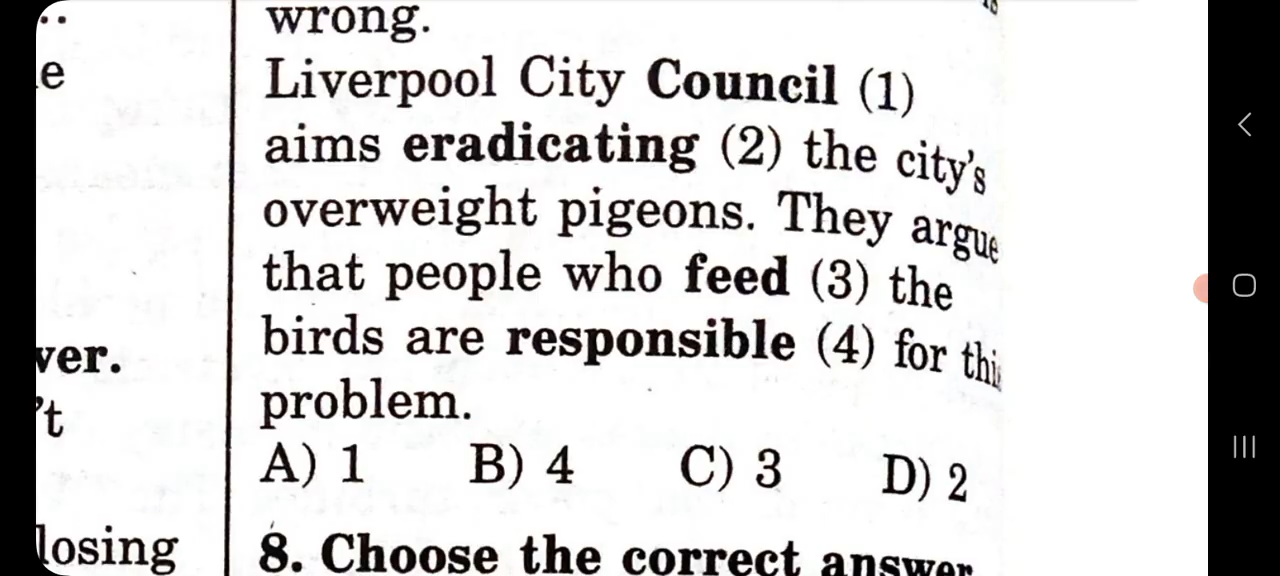 ..
e
ver.
't
losing
wrong.
Liverpool City Council (1)
aims eradicating (2) the city's
overweight pigeons. They argue
that people who feed (3) the
birds are responsible (4) for
problem.
A) 1 B) 4 C) 3 D) 2
8. Choose the correct answer